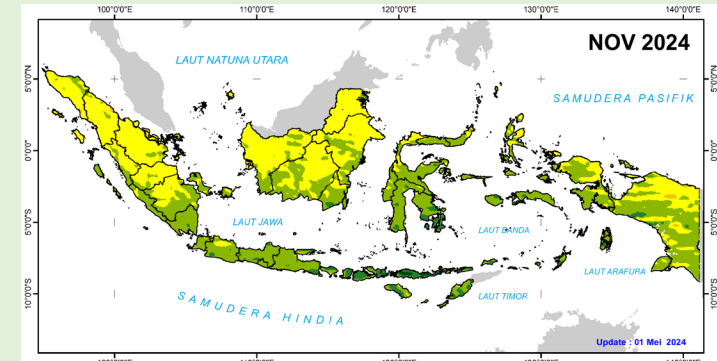 100°0'0"E 110°0'0"E 120°0'0"E 130°0'0"E 140°0'0"E
NOV 2024
LAUT NATUNA UTARA
5°0'0"N 5°0'0"N
SAMUDERA PASIFIK
0°0'0" 0°0'0"
LAUT JAWA
LAUT BANDA
5°0'0"S 5°0'0"S
LAUT ARAFURA
LAUT TIMOR
10°0'0"S 10°0'0"S
SAMUDERA HINDIA
Update : 01 Mei 2024